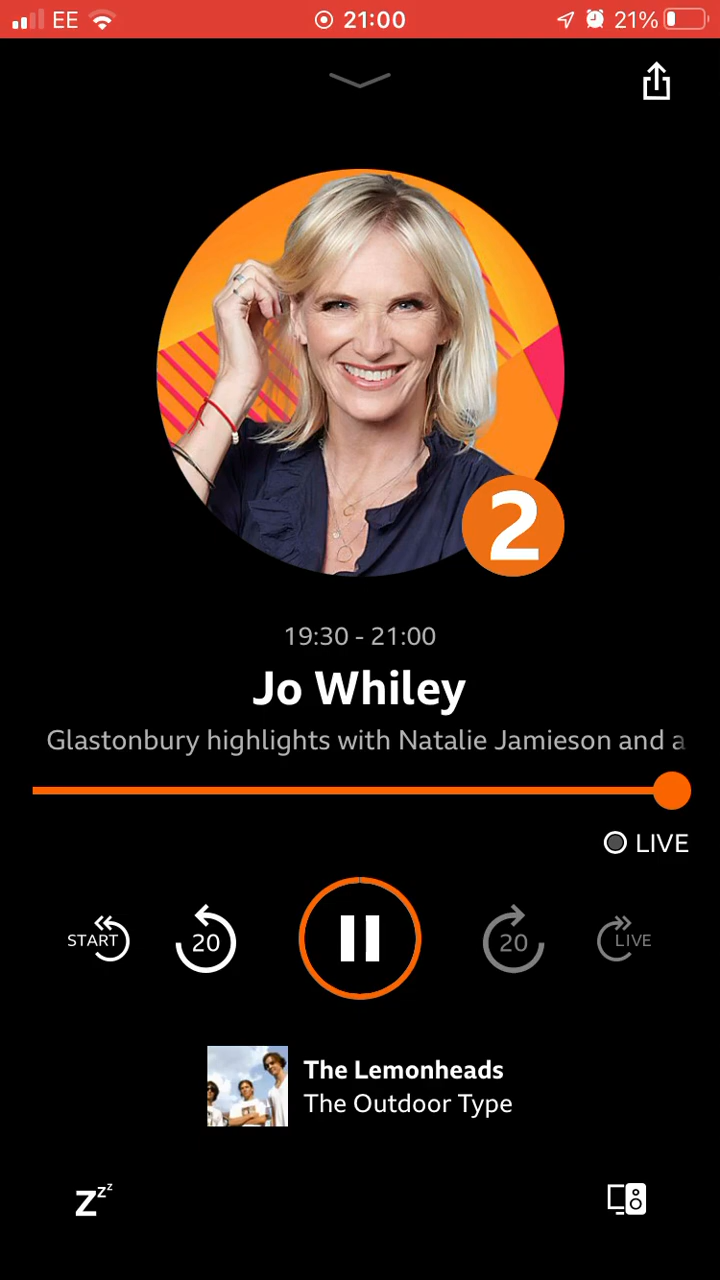 EE 21:00 21%
2
19:30 - 21:00
Jo Whiley
Glastonbury highlights with Natalie Jamieson and a
LIVE
START 20 20 LIVE
The Lemonheads
The Outdoor Type
Zzz